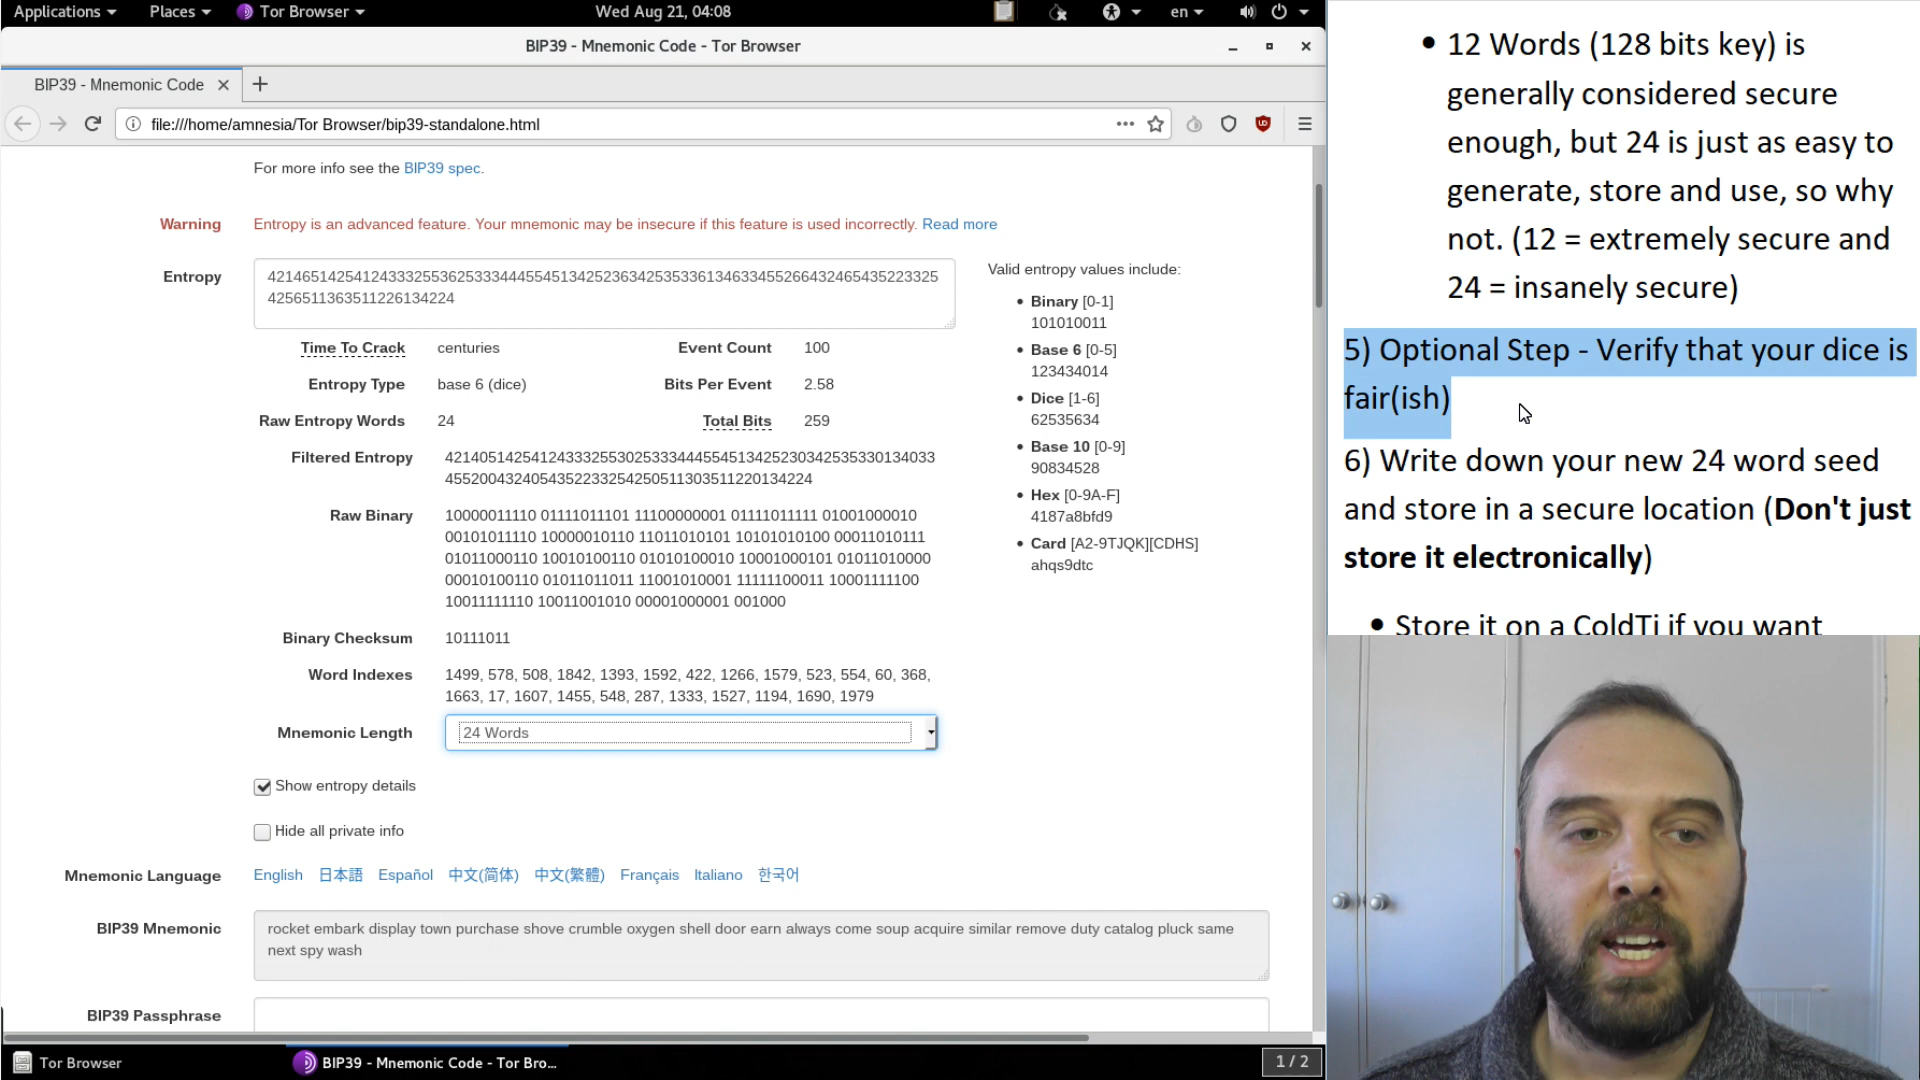 Applications Places Tor Browser Wed Aug 21, 04:08 en
BIP39 - Mnemonic Code - Tor Browser
BIP39 - Mnemonic Code
file:///home/amnesia/Tor Browser/bip39-standalone.html
For more info see the BIP39 spec.
Warning Entropy is an advanced feature. Your mnemonic may be insecure if this feature is used incorrectly. Read more
Entropy
Valid entropy values include:
Binary [0-1]
101010011
Base 6 [0-5]
123434014
Dice [1-6]
62535634
Base 10 [0-9]
90834528
Hex [0-9A-F]
4187a8bfd9
Card [A2-9TJQK][CDHS]
ahqs9dtc
4256511363511226134224
Time To Crack centuries Event Count 100
Entropy Type base 6 (dice) Bits Per Event 2.58
Raw Entropy Words 24 Total Bits 259
Filtered Entropy
Raw Binary 10000011110 01111011101 11100000001 01111011111 01001000010
00101011110 10000010110 11011010101 10101010100 00011010111
01011000110 10010100110 01010100010 10001000101 01011010000
00010100110 01011011011 11001010001 11111100011 10001111100
10011111110 10011001010 00001000001 001000
Binary Checksum 10111011
Word Indexes 1499, 578, 508, 1842, 1393, 1592, 422, 1266, 1579, 523, 554, 60, 368,
1663, 17, 1607, 1455, 548, 287, 1333, 1527, 1194, 1690, 1979
Mnemonic Length 24 Words
Show entropy details
Hide all private info
Mnemonic Language English 日本語 Español 中文(简体) 中文(繁體) Français Italiano 한국어
BIP39 Mnemonic rocket embark display town purchase shove crumble oxygen shell door earn always come soup acquire similar remove duty catalog pluck same
next spy wash
BIP39 Passphrase
Tor Browser BIP39 - Mnemonic Code - Tor Bro... 1 / 2
12 Words (128 bits key) is
generally considered secure
enough, but 24 is just as easy to
generate, store and use, so why
not. (12 = extremely secure and
24 = insanely secure)
5) Optional Step - Verify that your dice is
fair(ish)
6) Write down your new 24 word seed
and store in a secure location (Don't just
store it electronically)
Store it on a ColdTi if you want